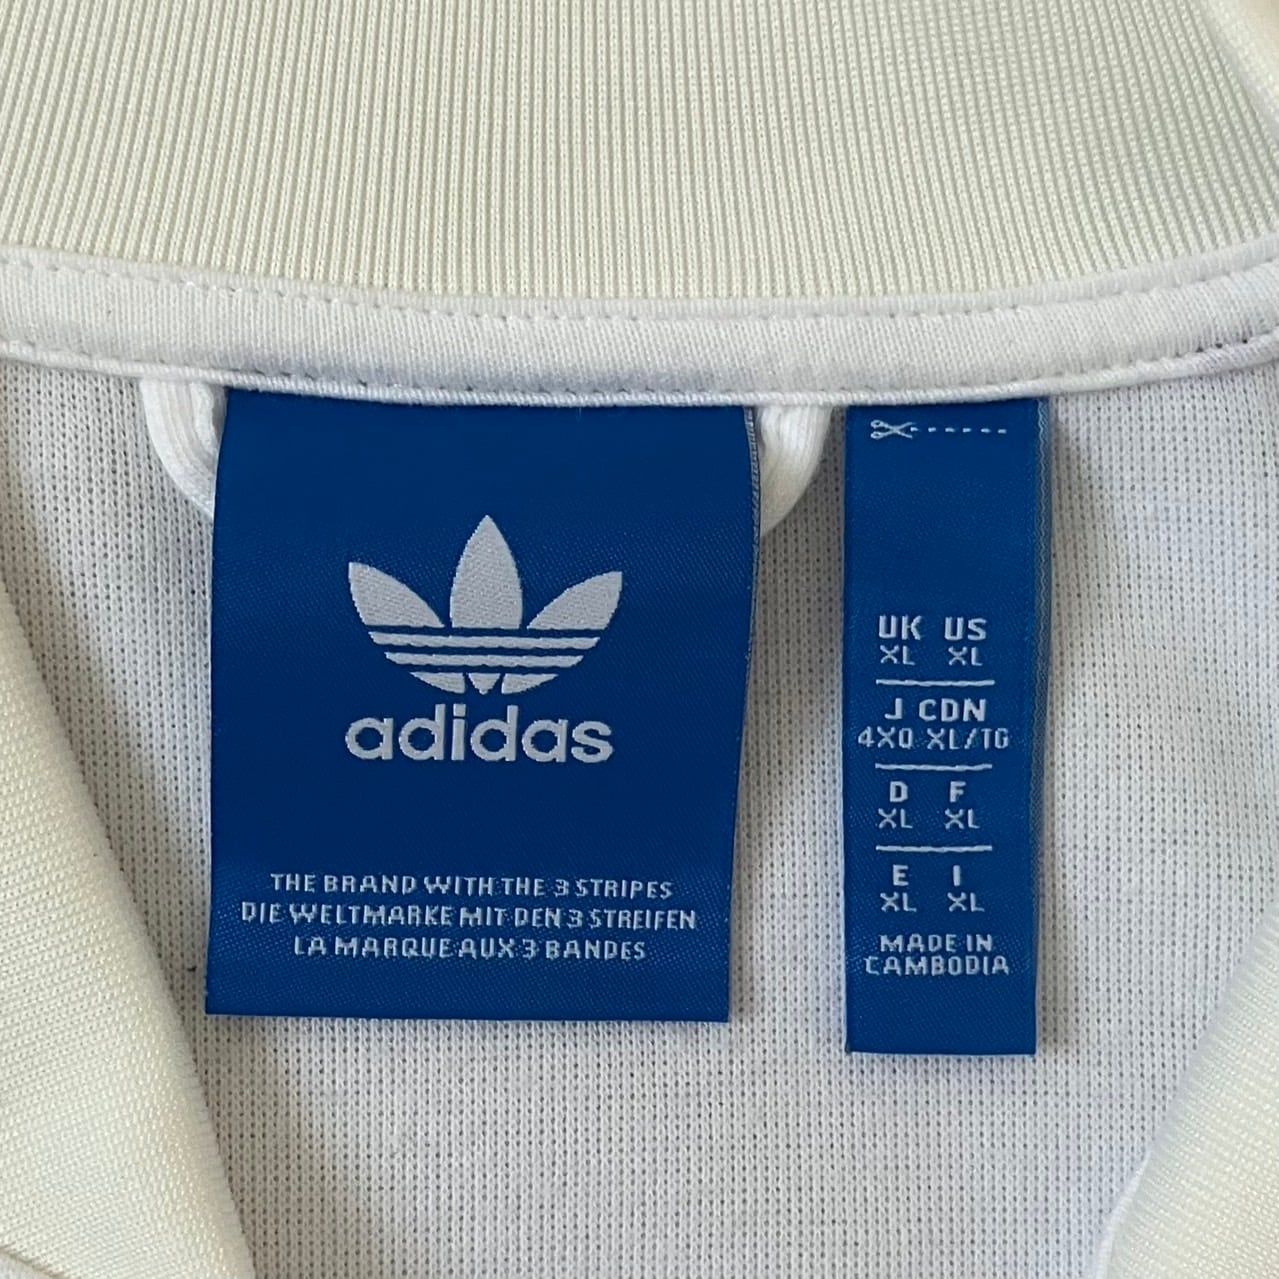 adidas
THE BRAND WITH THE 3 STRIPES
DIE WELTMARKE MIT DEN 3 STREIFEN
LA MARQUE AUX 3 BANDES
UK US
XL XL
J CDN
4XO XL/TG
D F
XL XL
E I
XL XL
MADE IN
CAMBODIA